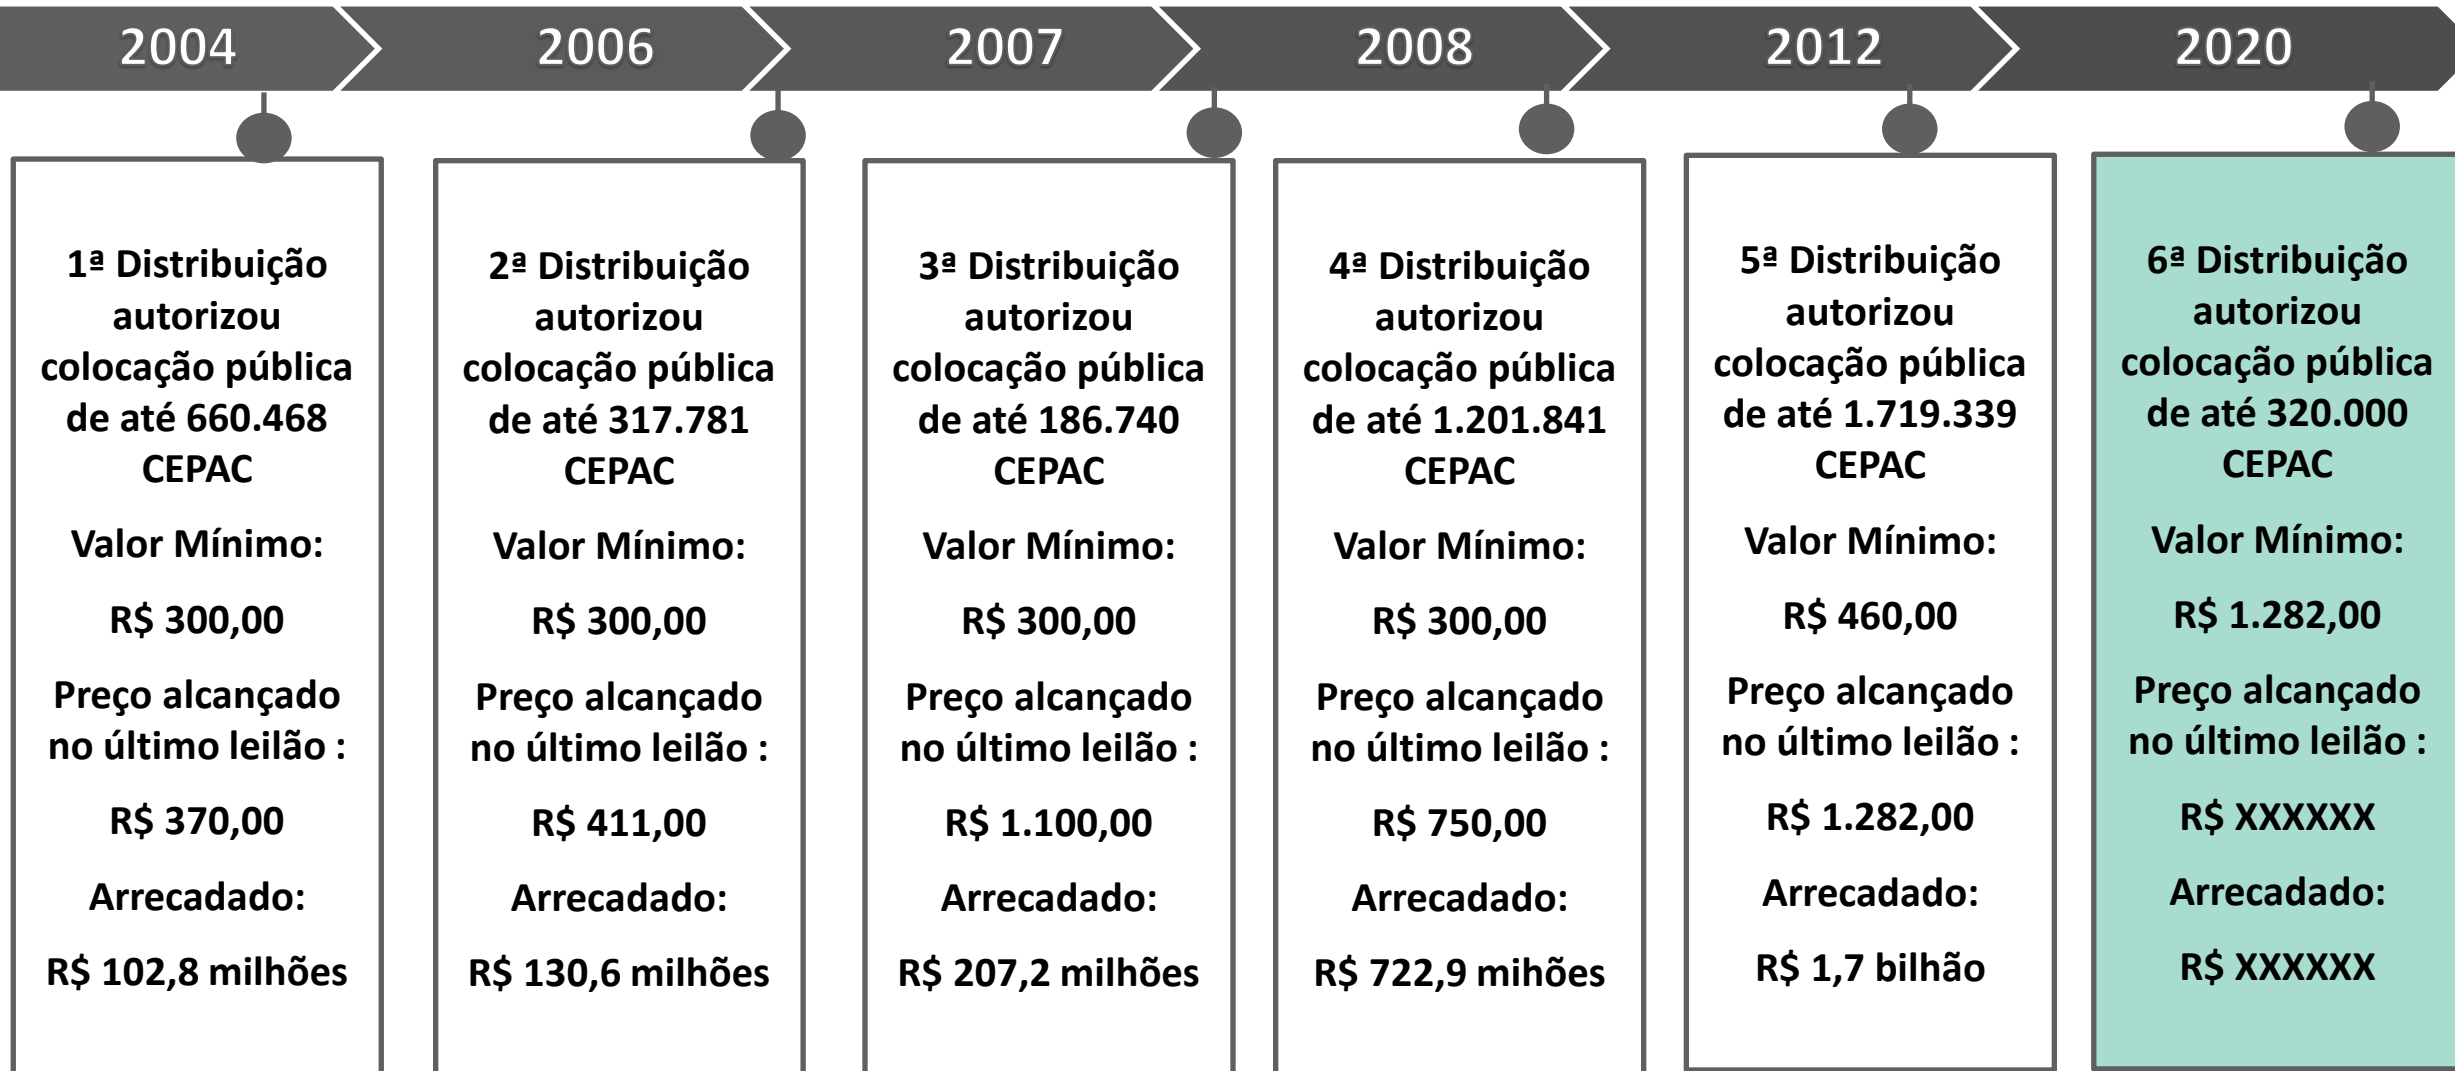 2004
2006
2007
2008
2012
2020
1ª Distribuição
autorizou
colocação pública
de até 660.468
CEPAC
Valor Mínimo:
R$ 300,00
Preço alcançado
no último leilão :
R$ 370,00
Arrecadado:
R$ 102,8 milhões
2ª Distribuição
autorizou
colocação pública
de até 317.781
CEPAC
Valor Mínimo:
R$ 300,00
Preço alcançado
no último leilão :
R$ 411,00
Arrecadado:
R$ 130,6 milhões
3ª Distribuição
autorizou
colocação pública
de até 186.740
CEPAC
Valor Mínimo:
R$ 300,00
Preço alcançado
no último leilão :
R$ 1.100,00
Arrecadado:
R$ 207,2 milhões
4ª Distribuição
autorizou
colocação pública
de até 1.201.841
CEPAC
Valor Mínimo:
R$ 300,00
Preço alcançado
no último leilão :
R$ 750,00
Arrecadado:
R$ 722,9 mihões
5ª Distribuição
autorizou
colocação pública
de até 1.719.339
CEPAC
Valor Mínimo:
R$ 460,00
Preço alcançado
no último leilão :
R$ 1.282,00
Arrecadado:
R$ 1,7 bilhão
6ª Distribuição
autorizou
colocação pública
de até 320.000
CEPAC
Valor Mínimo:
R$ 1.282,00
Preço alcançado
no último leilão :
R$ XXXXXX
Arrecadado:
R$ XXXXXX